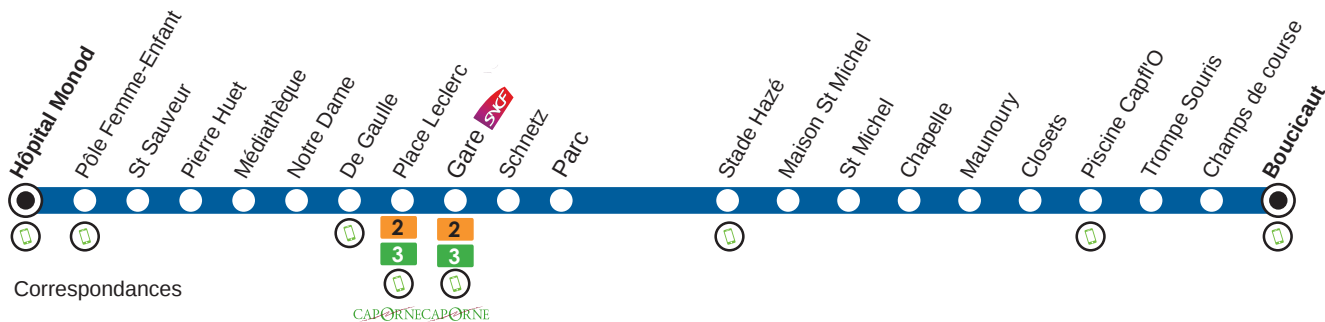 Hôpital Monod
Pôle Femme-Enfant
St Sauveur
Pierre Huet
Médiathèque
Notre Dame
De Gaulle
Place Leclerc
Gare SNCF
Schnetz
Parc
Stade Hazé
Maison St Michel
St Michel
Chapelle
Maunoury
Closets
Piscine Capfl'O
Trompe Souris
Champs de course
Boucicaut
2 2
3 3
Correspondances
CAPORNE CAPORNE